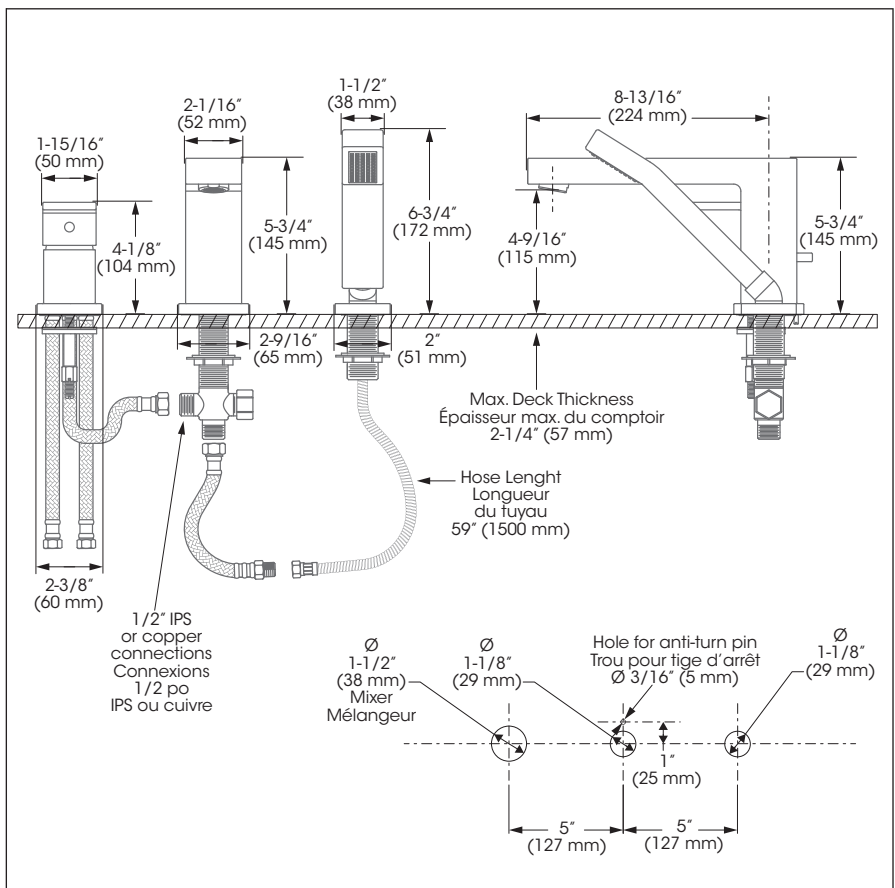 1-1/2"
(38 mm)
2-1/16"
(52 mm)
8-13/16"
(224 mm)
1-15/16"
(50 mm)
5-3/4"
(145 mm)
6-3/4"
(172 mm)
4-1/8"
(104 mm)
4-9/16"
(115 mm)
5-3/4"
(145 mm)
2-9/16"
(65 mm)
2"
(51 mm)
Max. Deck Thickness
Épaisseur max. du comptoir
2-1/4" (57 mm)
Hose Lenght
Longueur
du tuyau
59" (1500 mm)
2-3/8"
(60 mm)
1/2" IPS
or copper
connections
Connexions
1/2 po
IPS ou cuivre
Ø
1-1/2"
(38 mm)
Mixer
Mélangeur
Ø
1-1/8"
(29 mm)
Hole for anti-turn pin
Trou pour tige d'arrêt
Ø 3/16" (5 mm)
Ø
1-1/8"
(29 mm)
1"
(25 mm)
5"
(127 mm)
5"
(127 mm)